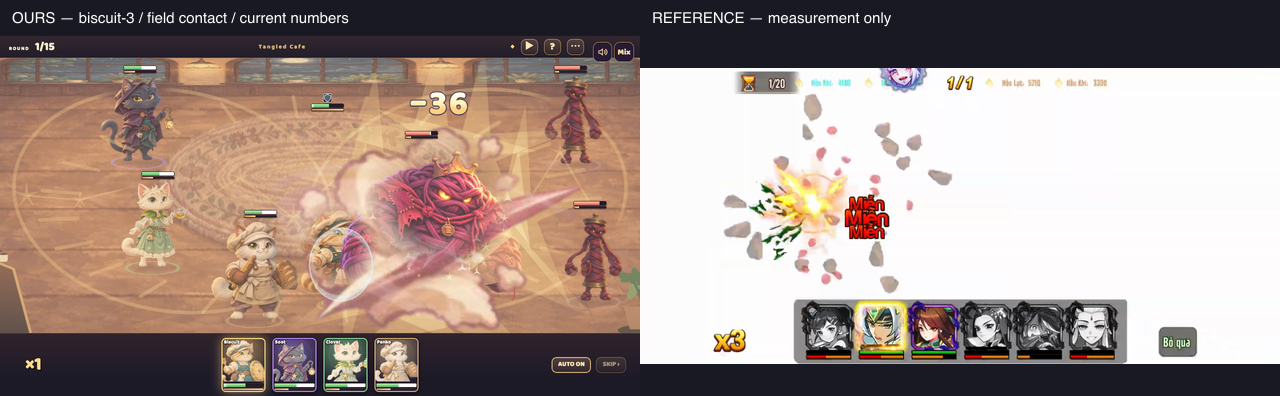 OURS — biscuit-3 / field contact / current numbers
REFERENCE — measurement only
ROUND 1/15
Tangled Cafe
?
Mix
-36
×1
Biscuit
Soot
Clover
Panko
AUTO ON
SKIP
1/20
1/1
Miễn
Miễn
Miễn
x3
Bỏ qua